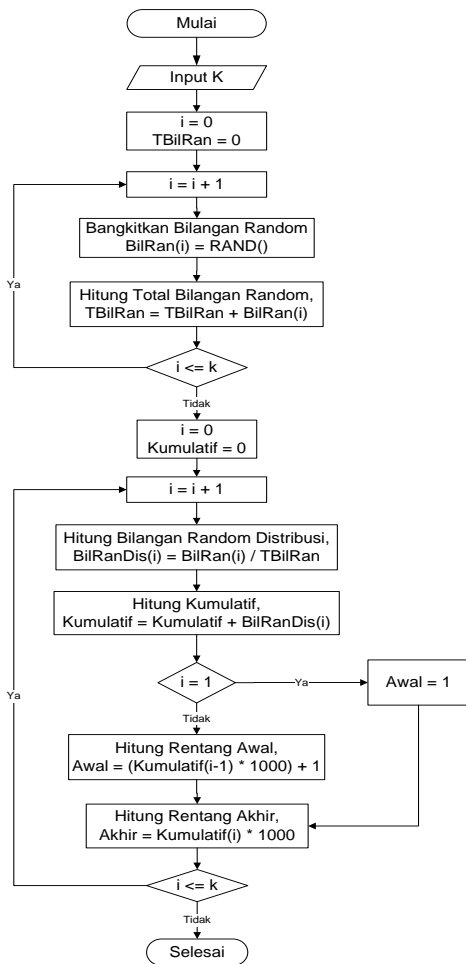 Mulai
Input K
i = 0
TBilRan = 0
i = i + 1
Bangkitkan Bilangan Random
BilRan(i) = RAND()
Ya
Hitung Total Bilangan Random,
TBilRan = TBilRan + BilRan(i)
i <= k
Tidak
i = 0
Kumulatif = 0
i = i + 1
Hitung Bilangan Random Distribusi,
BilRanDis(i) = BilRan(i) / TBilRan
Hitung Kumulatif,
Kumulatif = Kumulatif + BilRanDis(i)
Ya
i = 1
Ya
Awal = 1
Tidak
Hitung Rentang Awal,
Awal = (Kumulatif(i-1) * 1000) + 1
Hitung Rentang Akhir,
Akhir = Kumulatif(i) * 1000
i <= k
Tidak
Selesai